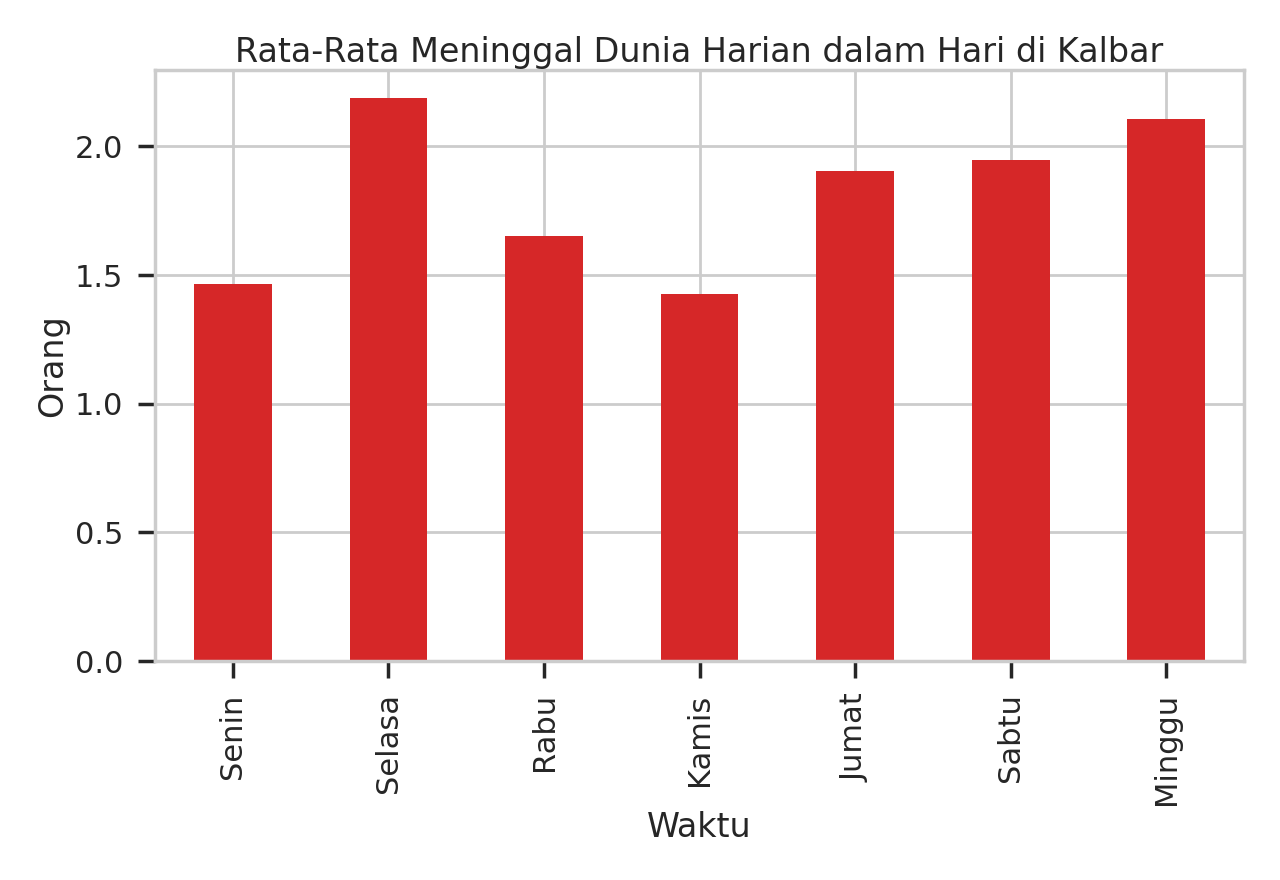 Rata-Rata Meninggal Dunia Harian dalam Hari di Kalbar
Orang
2.0
1.5
1.0
0.5
0.0
Senin
Selasa
Rabu
Kamis
Jumat
Sabtu
Minggu
Waktu